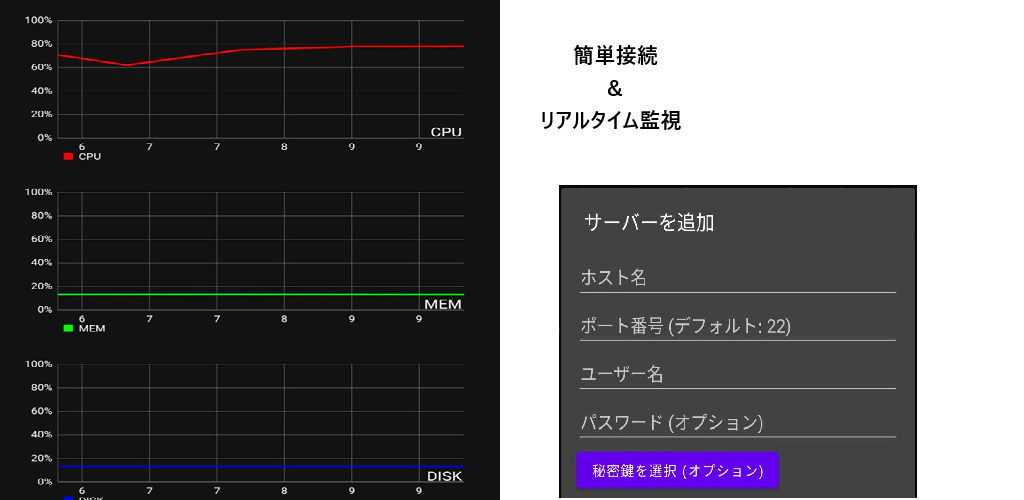 100%
80%
60%
40%
20%
0%
CPU
6 7 7 8 9 9
CPU
100%
80%
60%
40%
20%
0%
MEM
6 7 7 8 9 9
MEM
100%
80%
60%
40%
20%
0%
DISK
6 7 7 8 9 9
DISK
簡単接続
&
リアルタイム監視
サーバーを追加
ホスト名
ポート番号 (デフォルト: 22)
ユーザー名
パスワード (オプション)
秘密鍵を選択 (オプション)